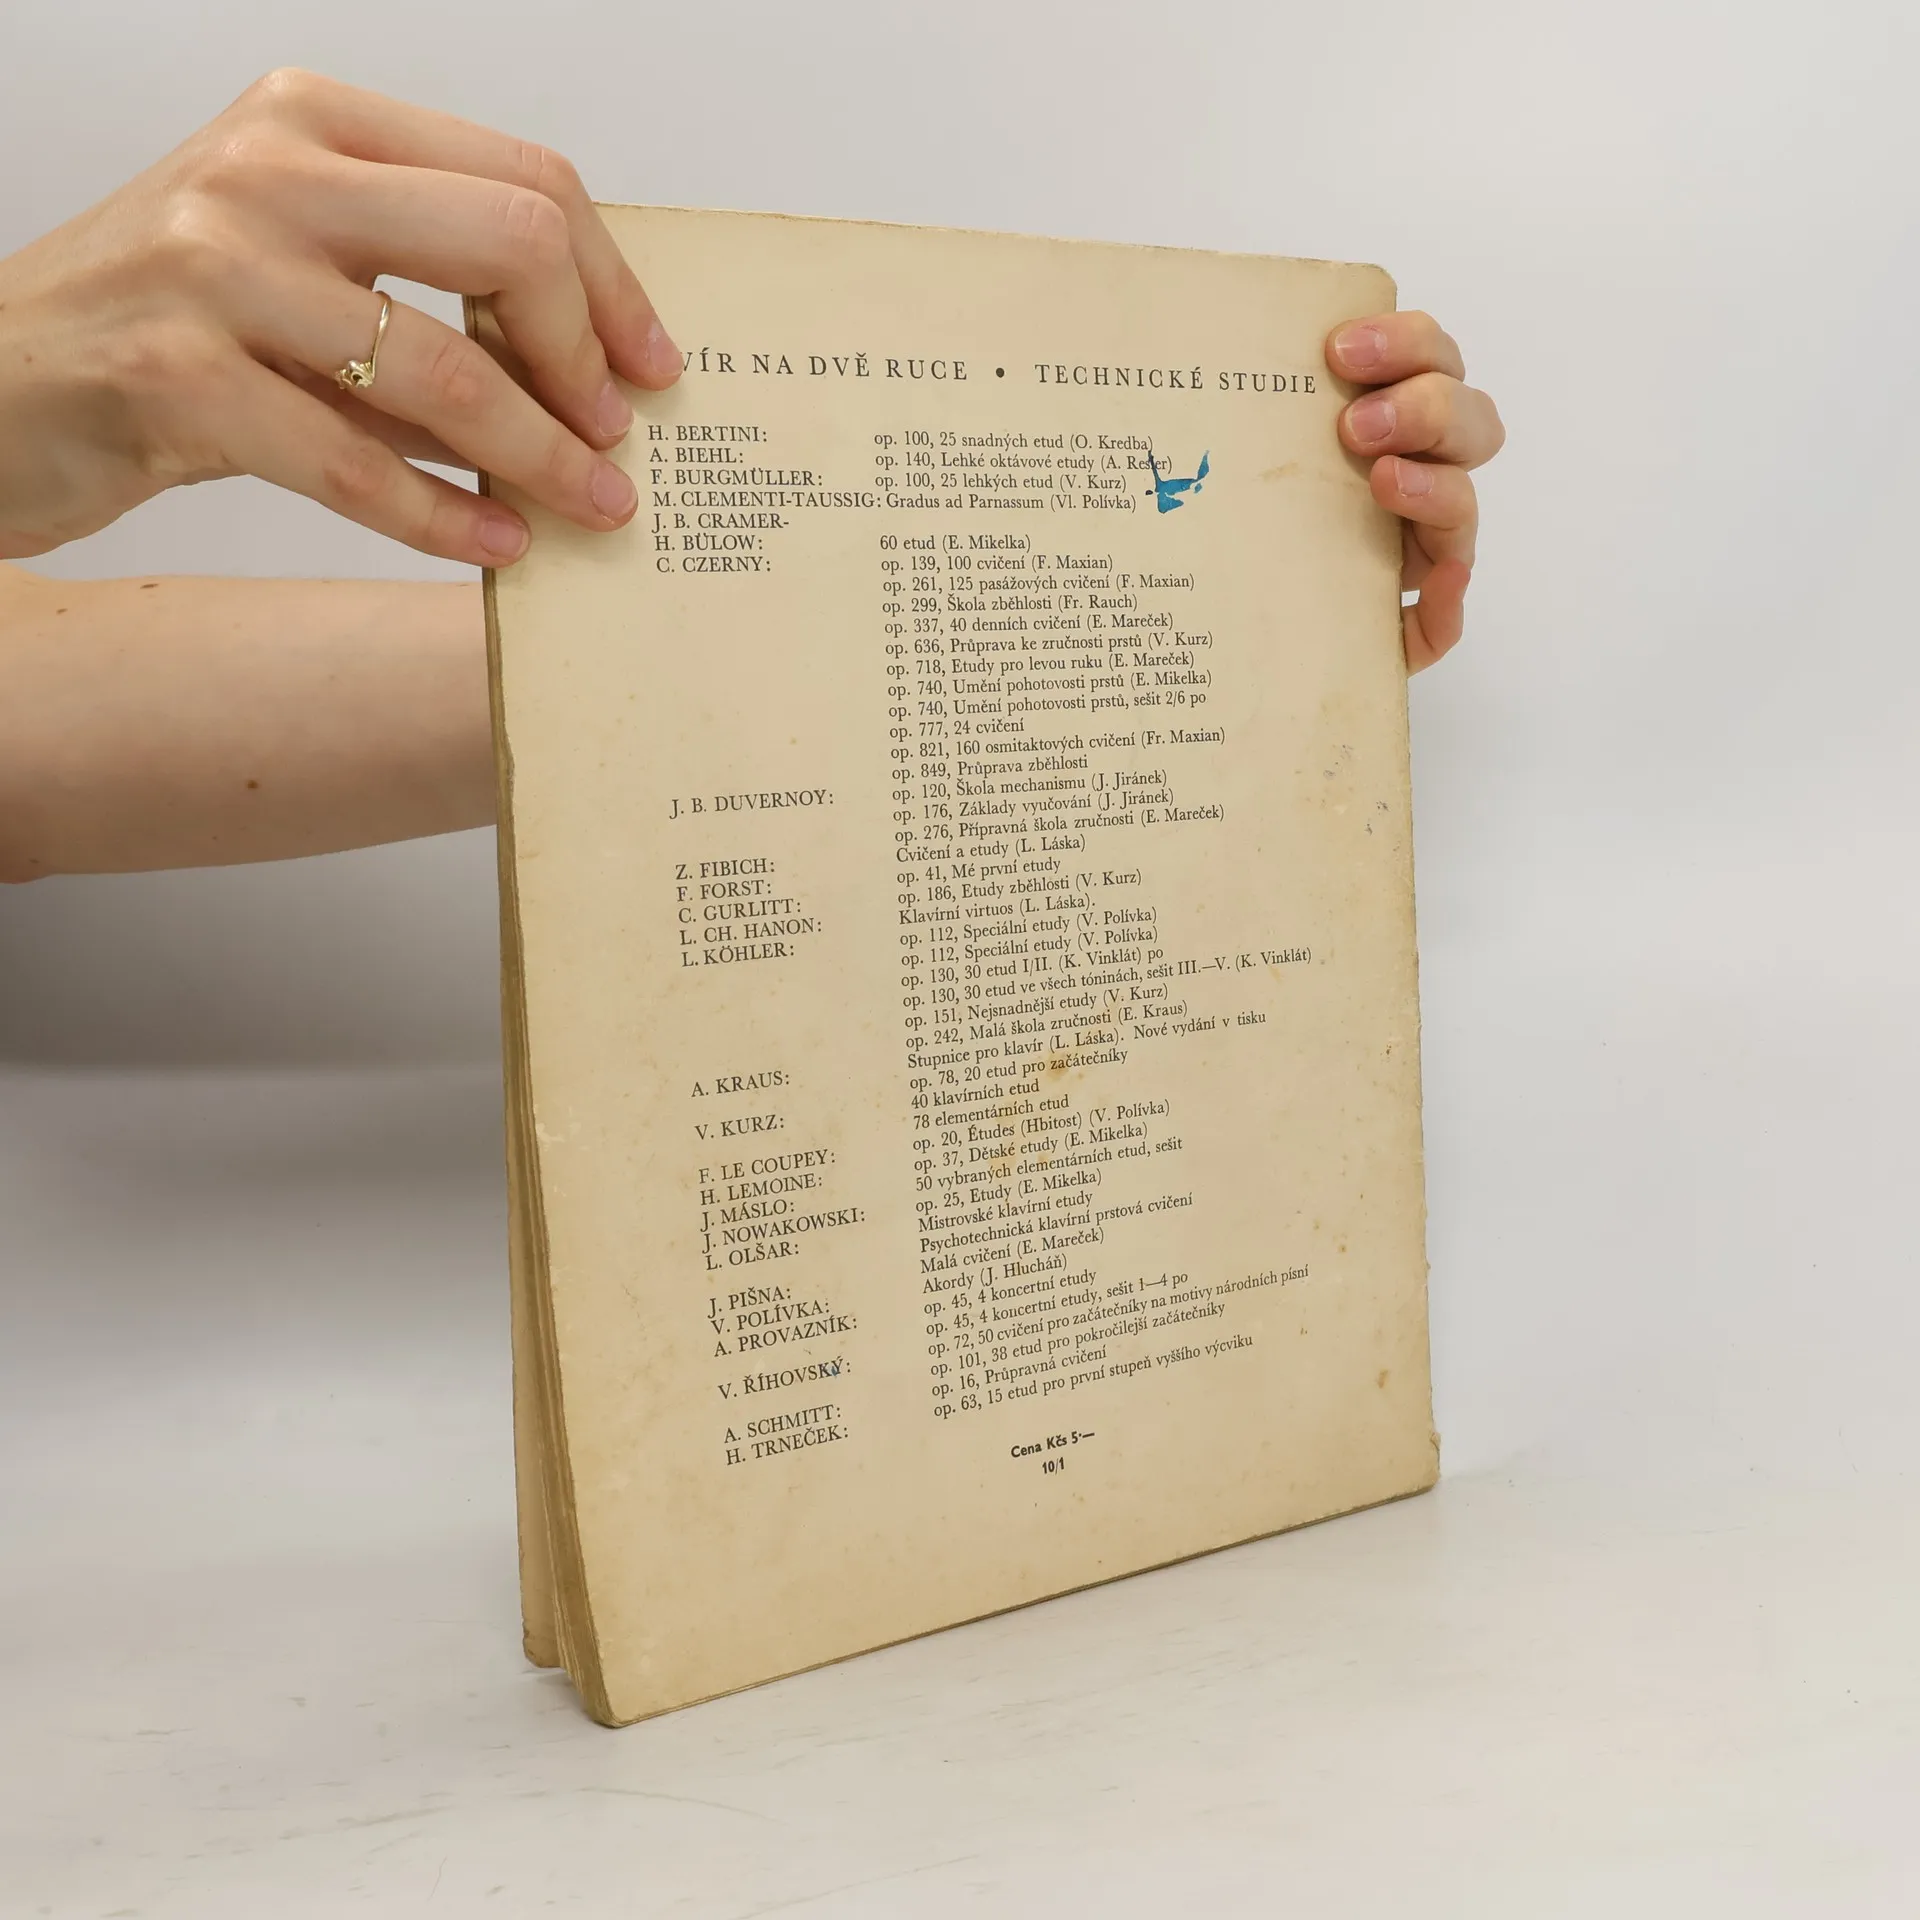 VÍR NA DVĚ RUCE • TECHNICKÉ STUDIE
H. BERTINI: op. 100, 25 snadných etud (O. Kredba)
A. BIEHL: op. 140, Lehké oktávové etudy (A. Resler)
F. BURGMÜLLER: op. 100, 25 lehkých etud (V. Kurz)
M. CLEMENTI-TAUSSIG: Gradus ad Parnassum (Vl. Polívka)
J. B. CRAMER-
H. BÜLOW: 60 etud (E. Mikelka)
C. CZERNY: op. 139, 100 cvičení (F. Maxian)
op. 261, 125 pasážových cvičení (F. Maxian)
op. 299, Škola zběhlosti (Fr. Rauch)
op. 337, 40 denních cvičení (E. Mareček)
op. 636, Průprava ke zručnosti prstů (V. Kurz)
op. 718, Etudy pro levou ruku (E. Mareček)
op. 740, Umění pohotovosti prstů (E. Mikelka)
op. 740, Umění pohotovosti prstů, sešit 2/6 po
op. 777, 24 cvičení
op. 821, 160 osmitaktových cvičení (Fr. Maxian)
op. 849, Průprava zběhlosti
J. B. DUVERNOY: op. 120, Škola mechanismu (J. Jiránek)
op. 176, Základy vyučování (J. Jiránek)
op. 276, Přípravná škola zručnosti (E. Mareček)
Z. FIBICH: Cvičení a etudy (L. Láska)
F. FORST: op. 41, Mé první etudy
C. GURLITT: op. 186, Etudy zběhlosti (V. Kurz)
L. CH. HANON: Klavírní virtuos (L. Láska).
L. KÖHLER: op. 112, Speciální etudy (V. Polívka)
op. 112, Speciální etudy (V. Polívka)
op. 130, 30 etud I/II. (K. Vinklát) po
op. 130, 30 etud ve všech tóninách, sešit III.—V. (K. Vinklát)
op. 151, Nejsnadnější etudy (V. Kurz)
op. 242, Malá škola zručnosti (E. Kraus)
A. KRAUS: Stupnice pro klavír (L. Láska). Nové vydání v tisku
op. 78, 20 etud pro začátečníky
V. KURZ: 40 klavírních etud
78 elementárních etud
F. LE COUPEY: op. 20, Études (Hbitost) (V. Polívka)
H. LEMOINE: op. 37, Dětské etudy (E. Mikelka)
J. MÁSLO: 50 vybraných elementárních etud, sešit
J. NOWAKOWSKI: op. 25, Etudy (E. Mikelka)
L. OLŠAR: Mistrovské klavírní etudy
Psychotechnická klavírní prstová cvičení
J. PIŠNA: Malá cvičení (E. Mareček)
V. POLÍVKA: Akordy (J. Hlucháň)
A. PROVAZNÍK: op. 45, 4 koncertní etudy
op. 45, 4 koncertní etudy, sešit 1—4 po
V. ŘÍHOVSKÝ: op. 72, 50 cvičení pro začátečníky na motivy národních písní
op. 101, 38 etud pro pokročilejší začátečníky
A. SCHMITT: op. 16, Průpravná cvičení
H. TRNEČEK: op. 63, 15 etud pro první stupeň vyššího výcviku
Cena Kčs 5·—
10/1